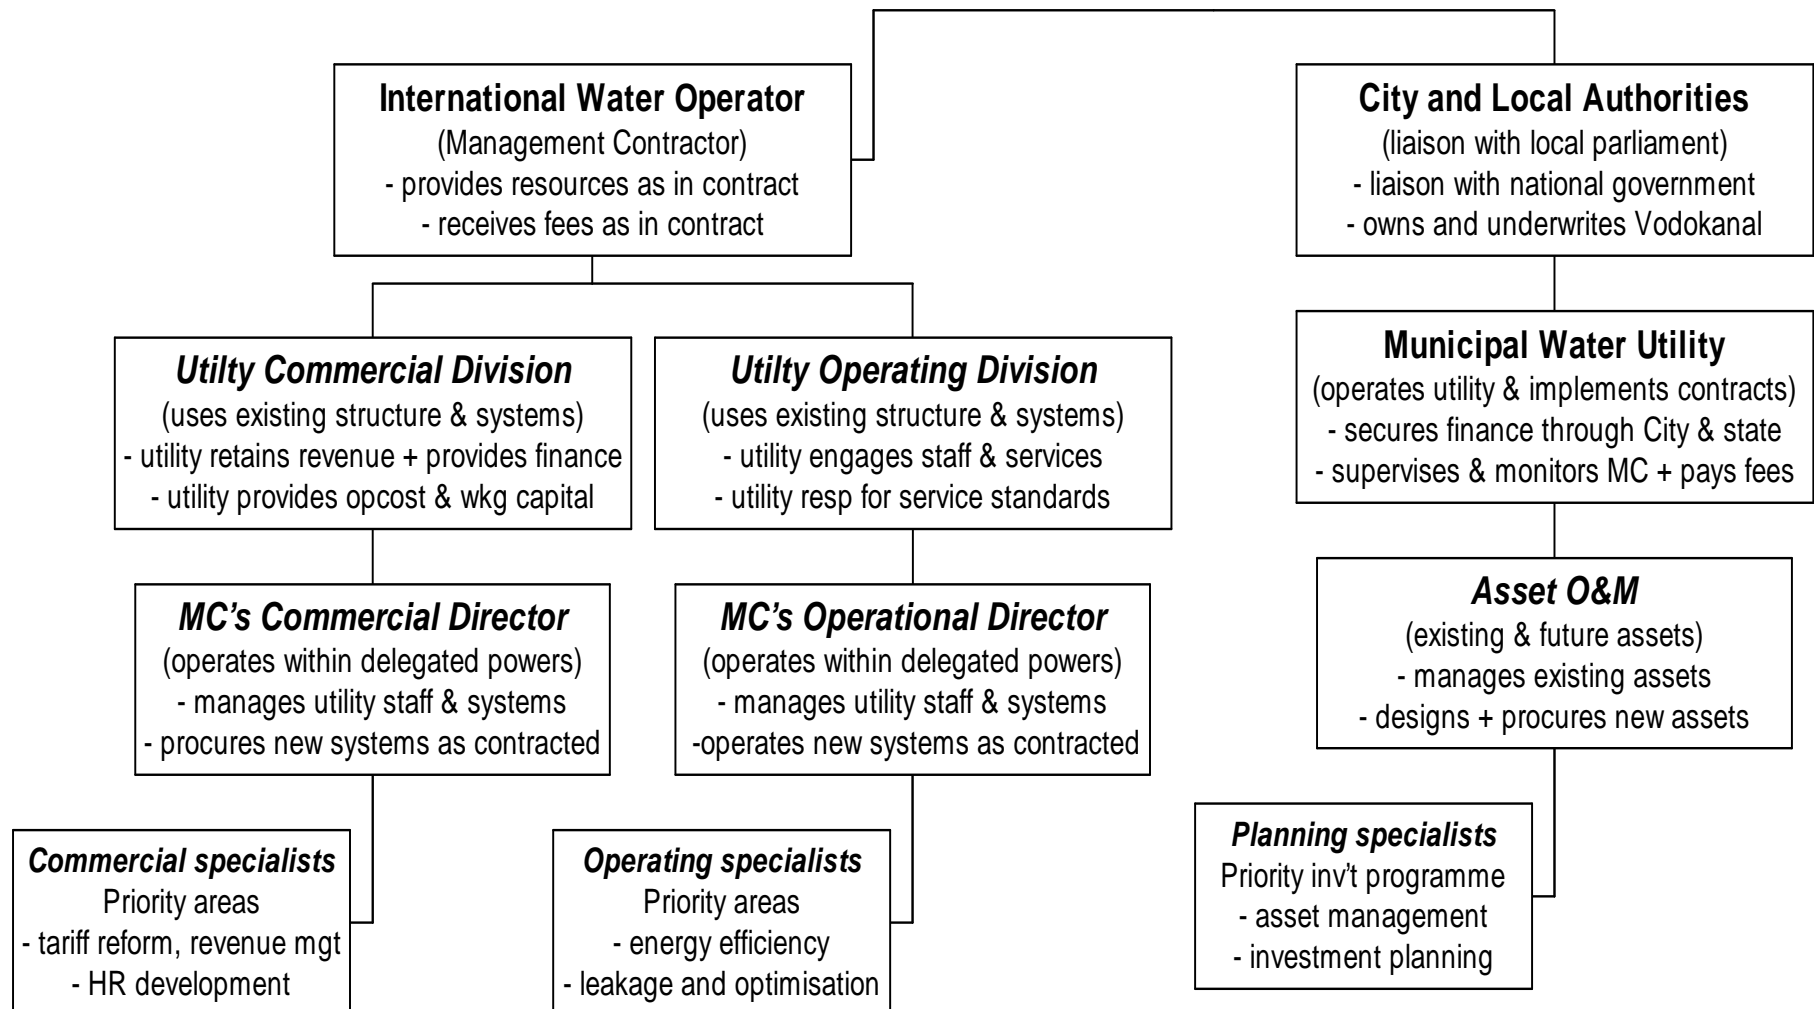 International Water Operator
(Management Contractor)
- provides resources as in contract
- receives fees as in contract
City and Local Authorities
(liaison with local parliament)
- liaison with national government
- owns and underwrites Vodokanal
Utilty Commercial Division
(uses existing structure & systems)
- utility retains revenue + provides finance
- utility provides opcost & wkg capital
Utilty Operating Division
(uses existing structure & systems)
- utility engages staff & services
- utility resp for service standards
Municipal Water Utility
(operates utility & implements contracts)
- secures finance through City & state
- supervises & monitors MC + pays fees
MC’s Commercial Director
(operates within delegated powers)
- manages utility staff & systems
- procures new systems as contracted
MC’s Operational Director
(operates within delegated powers)
- manages utility staff & systems
-operates new systems as contracted
Asset O&M
(existing & future assets)
- manages existing assets
- designs + procures new assets
Commercial specialists
Priority areas
- tariff reform, revenue mgt
- HR development
Operating specialists
Priority areas
- energy efficiency
- leakage and optimisation
Planning specialists
Priority inv’t programme
- asset management
- investment planning